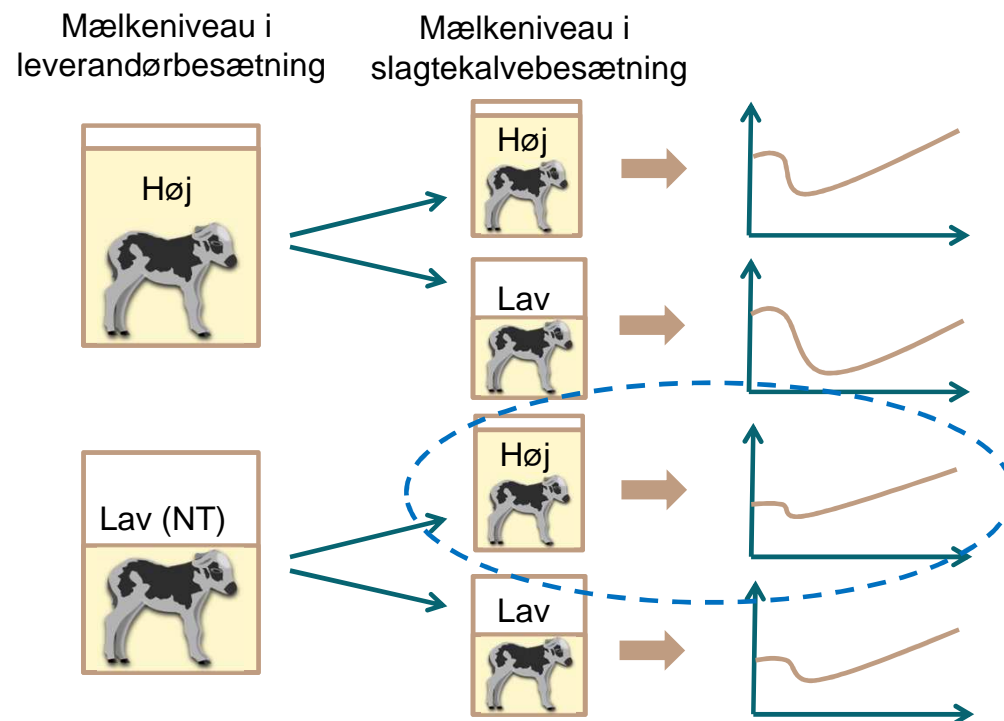 Mælkeniveau i
leverandørbesætning
Mælkeniveau i
slagtekalvebesætning
Høj
Høj
Lav
Lav (NT)
Høj
Lav